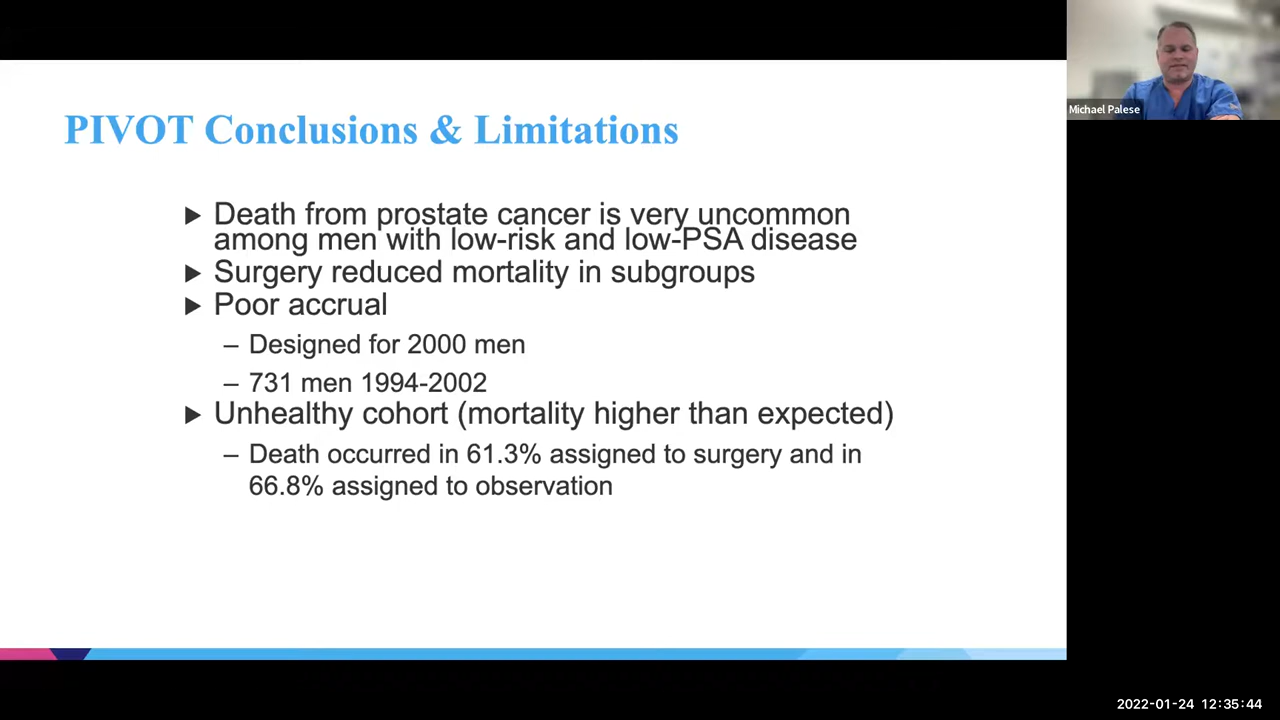 PIVOT Conclusions & Limitations
▶ Death from prostate cancer is very uncommon
among men with low-risk and low-PSA disease
▶ Surgery reduced mortality in subgroups
▶ Poor accrual
– Designed for 2000 men
– 731 men 1994-2002
▶ Unhealthy cohort (mortality higher than expected)
– Death occurred in 61.3% assigned to surgery and in
66.8% assigned to observation
Michael Palese
2022-01-24 12:35:44